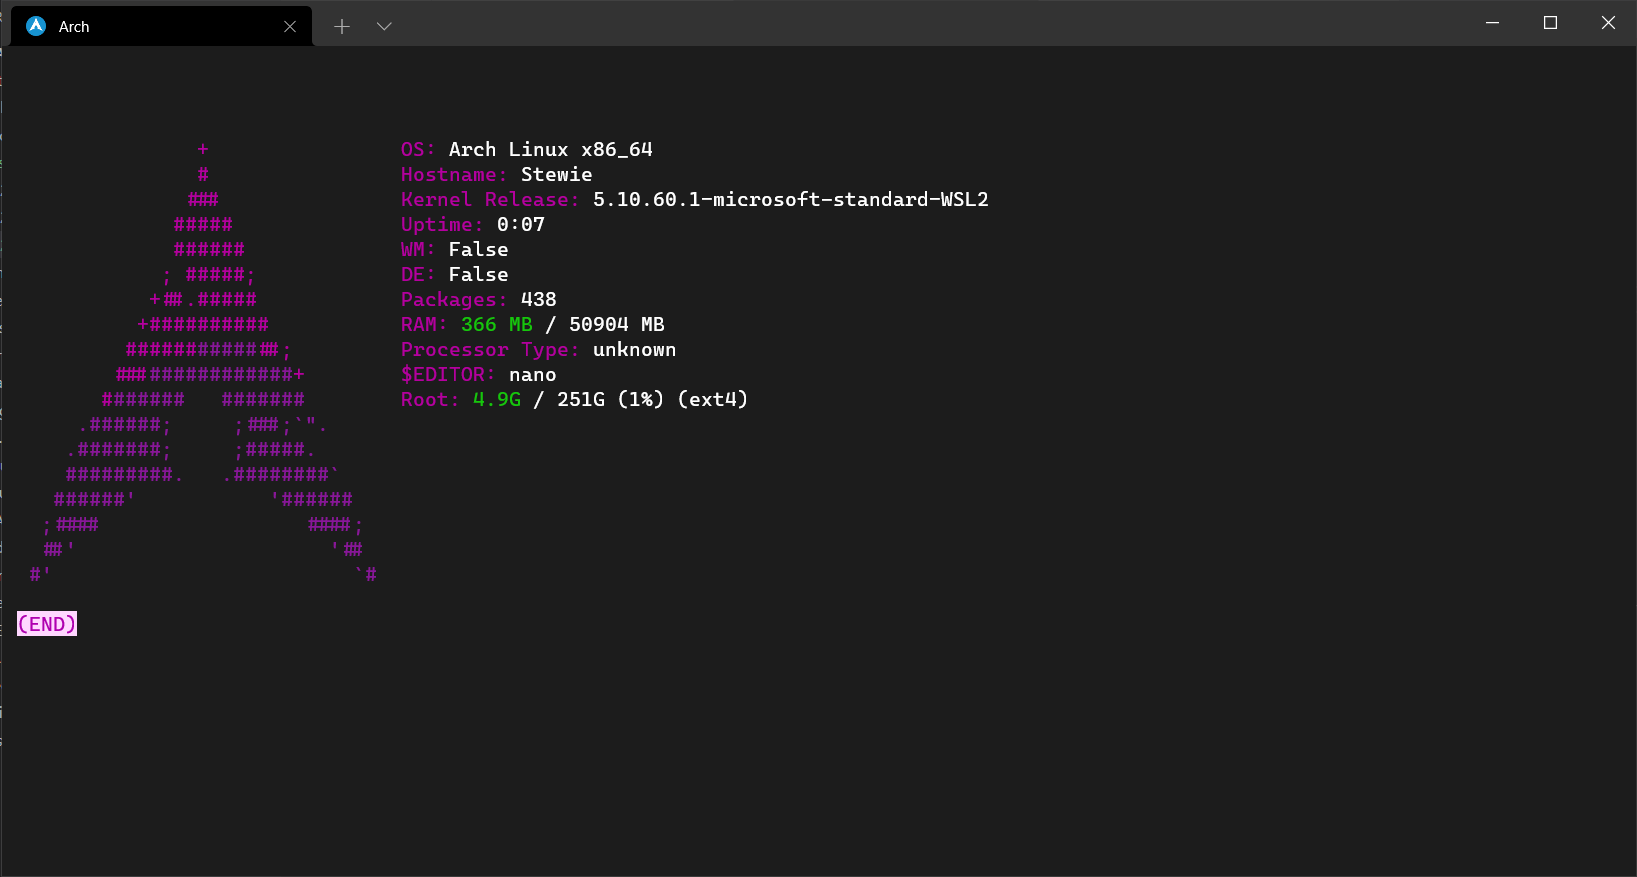 Arch
+
#
###
#####
######
; #####;
+##.#####
+##########
#############;
###############+
#######   #######
.######;     ;###;`".
.#######;     ;#####.
#########.   .########`
######'           '######
;####                 ####;
##'                     '##
#'                         `#
OS: Arch Linux x86_64
Hostname: Stewie
Kernel Release: 5.10.60.1-microsoft-standard-WSL2
Uptime: 0:07
WM: False
DE: False
Packages: 438
RAM: 366 MB / 50904 MB
Processor Type: unknown
$EDITOR: nano
Root: 4.9G / 251G (1%) (ext4)
(END)